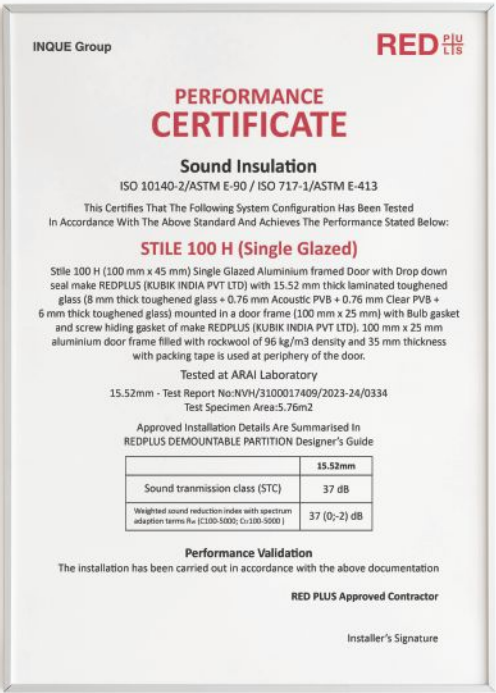 INQUE Group
RED PLUS
PERFORMANCE
CERTIFICATE
Sound Insulation
ISO 10140-2/ASTM E-90 / ISO 717-1/ASTM E-413
This Certifies That The Following System Configuration Has Been Tested
In Accordance With The Above Standard And Achieves The Performance Stated Below:
STILE 100 H (Single Glazed)
Stile 100 H (100 mm x 45 mm) Single Glazed Aluminium framed Door with Drop down
seal make REDPLUS (KUBIK INDIA PVT LTD) with 15.52 mm thick laminated toughened
glass (8 mm thick toughened glass + 0.76 mm Acoustic PVB + 0.76 mm Clear PVB +
6 mm thick toughened glass) mounted in a door frame (100 mm x 25 mm) with Bulb gasket
and screw hiding gasket of make REDPLUS (KUBIK INDIA PVT LTD). 100 mm x 25 mm
aluminium door frame filled with rockwool of 96 kg/m3 density and 35 mm thickness
with packing tape is used at periphery of the door.
Tested at ARAI Laboratory
15.52mm - Test Report No:NVH/3100017409/2023-24/0334
Test Specimen Area:5.76m2
Approved Installation Details Are Summarised In
REDPLUS DEMOUNTABLE PARTITION Designer's Guide
15.52mm
Sound tranmission class (STC) 37 dB
Weighted sound reduction index with spectrum
adaption terms Rw (C100-5000; Ctr100-5000 ) 37 (0;-2) dB
Performance Validation
The installation has been carried out in accordance with the above documentation
RED PLUS Approved Contractor
Installer's Signature